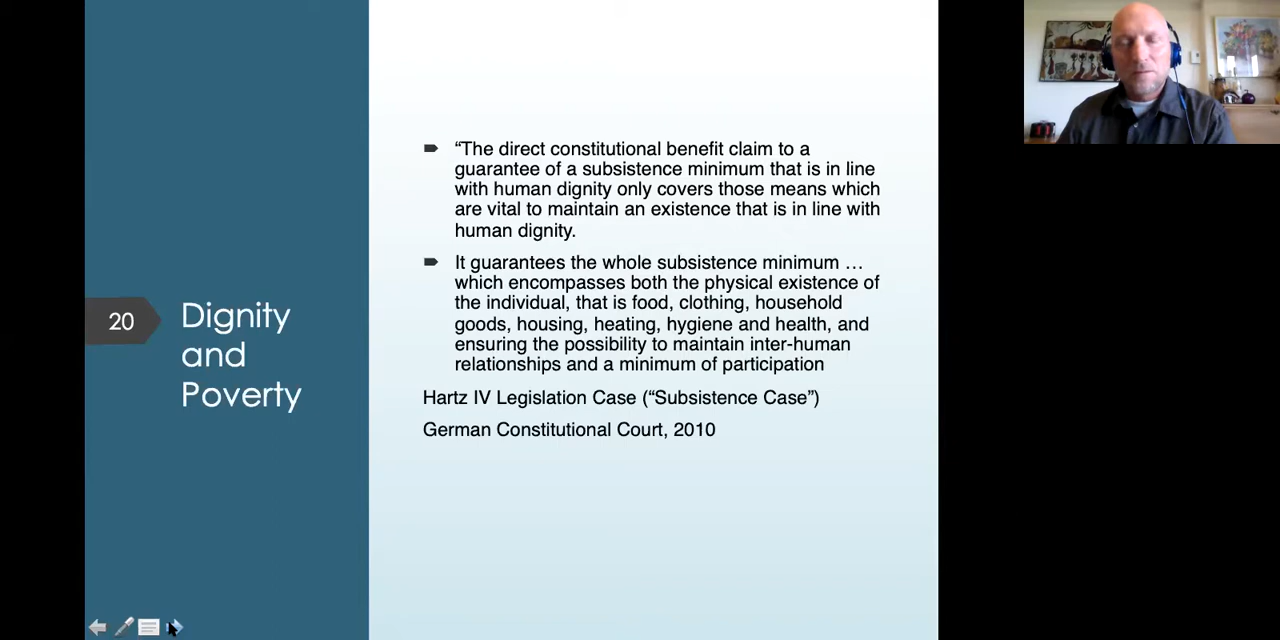 20
Dignity
and
Poverty
“The direct constitutional benefit claim to a
guarantee of a subsistence minimum that is in line
with human dignity only covers those means which
are vital to maintain an existence that is in line with
human dignity.
It guarantees the whole subsistence minimum …
which encompasses both the physical existence of
the individual, that is food, clothing, household
goods, housing, heating, hygiene and health, and
ensuring the possibility to maintain inter-human
relationships and a minimum of participation
Hartz IV Legislation Case (“Subsistence Case”)
German Constitutional Court, 2010